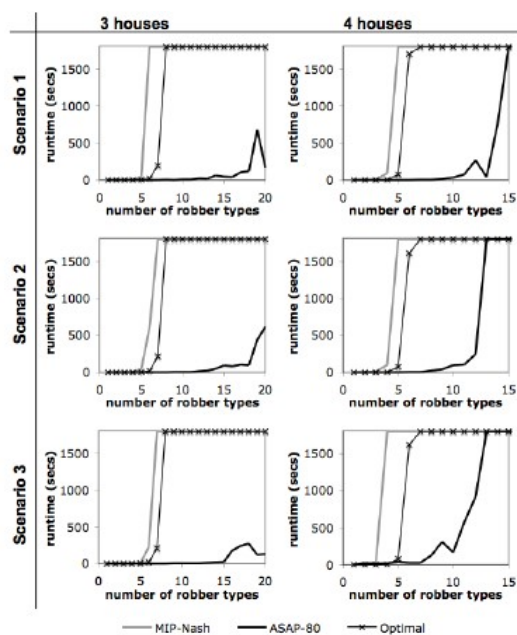 3 houses 4 houses
Scenario 1
runtime (secs)
1500
1000
500
0
0 5 10 15 20
number of robber types
runtime (secs)
1500
1000
500
0
0 5 10 15
number of robber types
Scenario 2
runtime (secs)
1500
1000
500
0
0 5 10 15 20
number of robber types
runtime (secs)
1500
1000
500
0
0 5 10 15
number of robber types
Scenario 3
runtime (secs)
1500
1000
500
0
0 5 10 15 20
number of robber types
runtime (secs)
1500
1000
500
0
0 5 10 15
number of robber types
MIP-Nash ASAP-80 Optimal